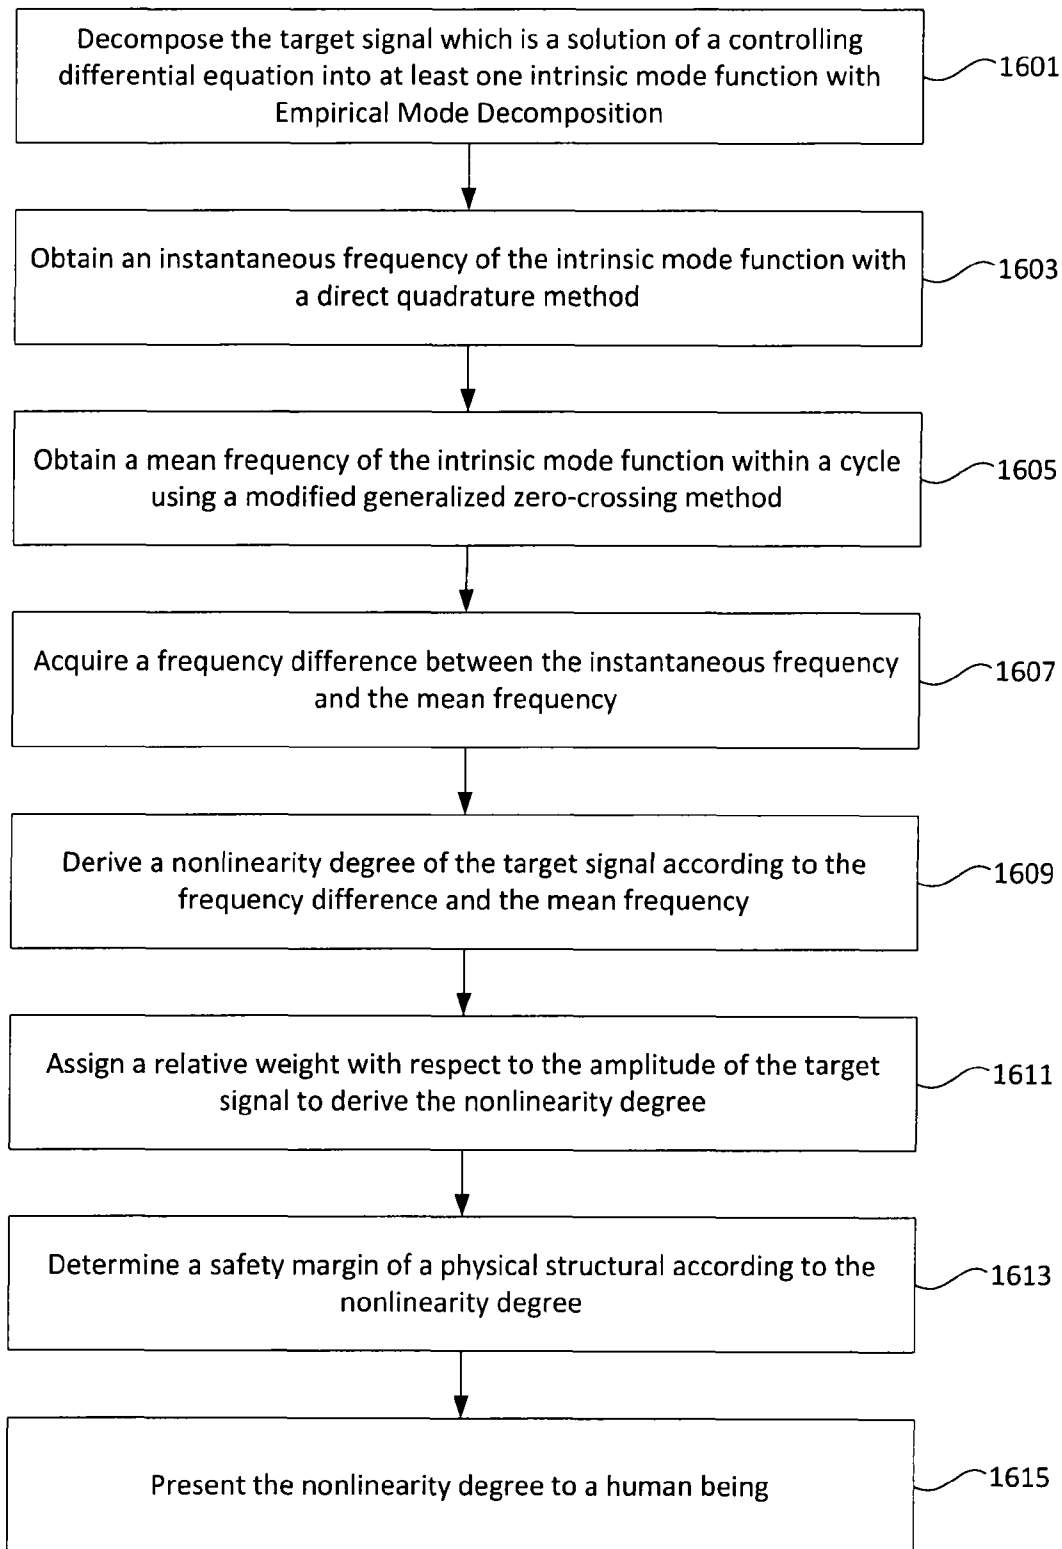 Decompose the target signal which is a solution of a controlling
differential equation into at least one intrinsic mode function with
Empirical Mode Decomposition
1601
Obtain an instantaneous frequency of the intrinsic mode function with
a direct quadrature method
1603
Obtain a mean frequency of the intrinsic mode function within a cycle
using a modified generalized zero-crossing method
1605
Acquire a frequency difference between the instantaneous frequency
and the mean frequency
1607
Derive a nonlinearity degree of the target signal according to the
frequency difference and the mean frequency
1609
Assign a relative weight with respect to the amplitude of the target
signal to derive the nonlinearity degree
1611
Determine a safety margin of a physical structural according to the
nonlinearity degree
1613
Present the nonlinearity degree to a human being
1615